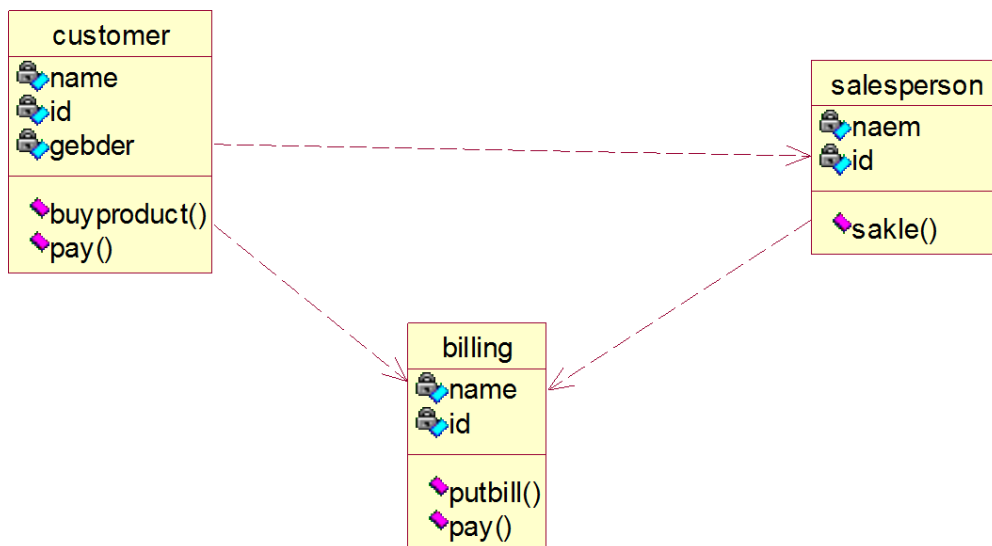 customer
name
id
gebder
buyproduct()
pay()
salesperson
naem
id
sakle()
billing
name
id
putbill()
pay()